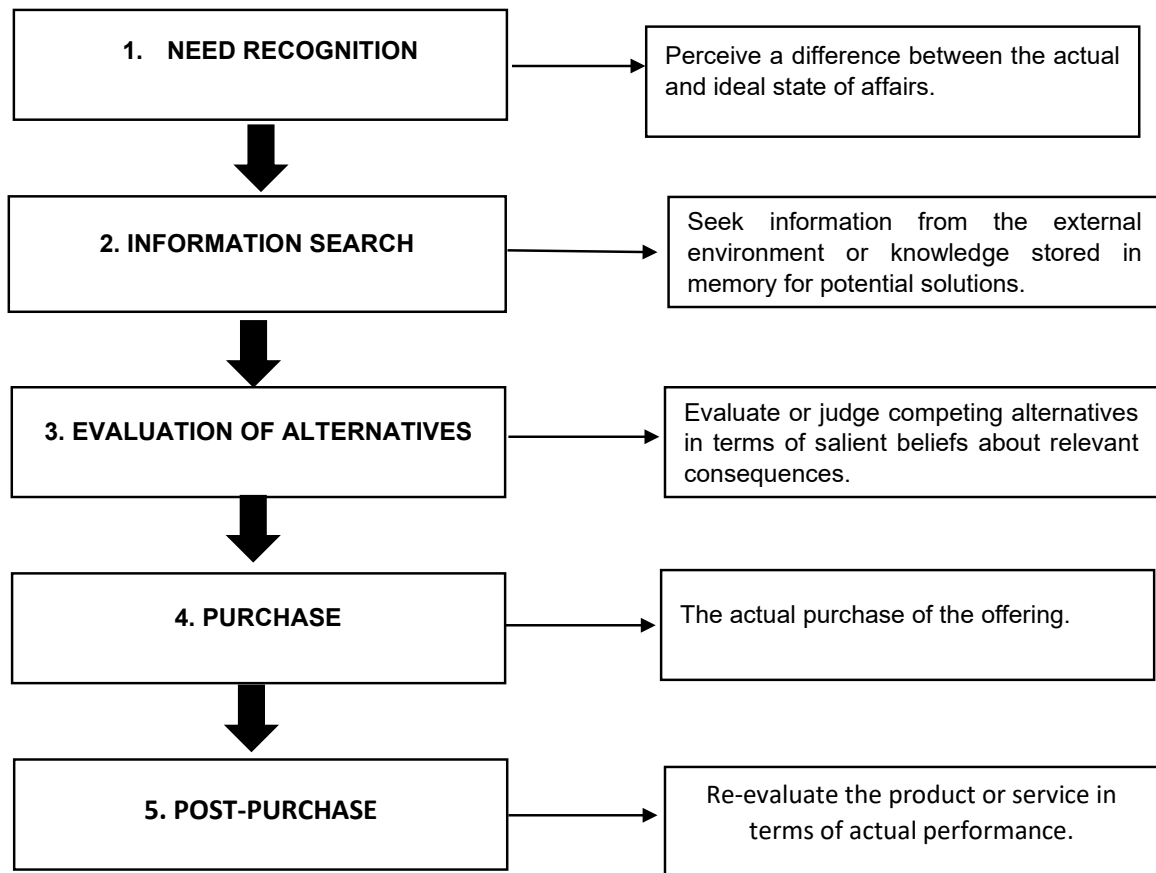 1. NEED RECOGNITION
Perceive a difference between the actual
and ideal state of affairs.
2. INFORMATION SEARCH
Seek information from the external
environment or knowledge stored in
memory for potential solutions.
3. EVALUATION OF ALTERNATIVES
Evaluate or judge competing alternatives
in terms of salient beliefs about relevant
consequences.
4. PURCHASE
The actual purchase of the offering.
5. POST-PURCHASE
Re-evaluate the product or service in
terms of actual performance.